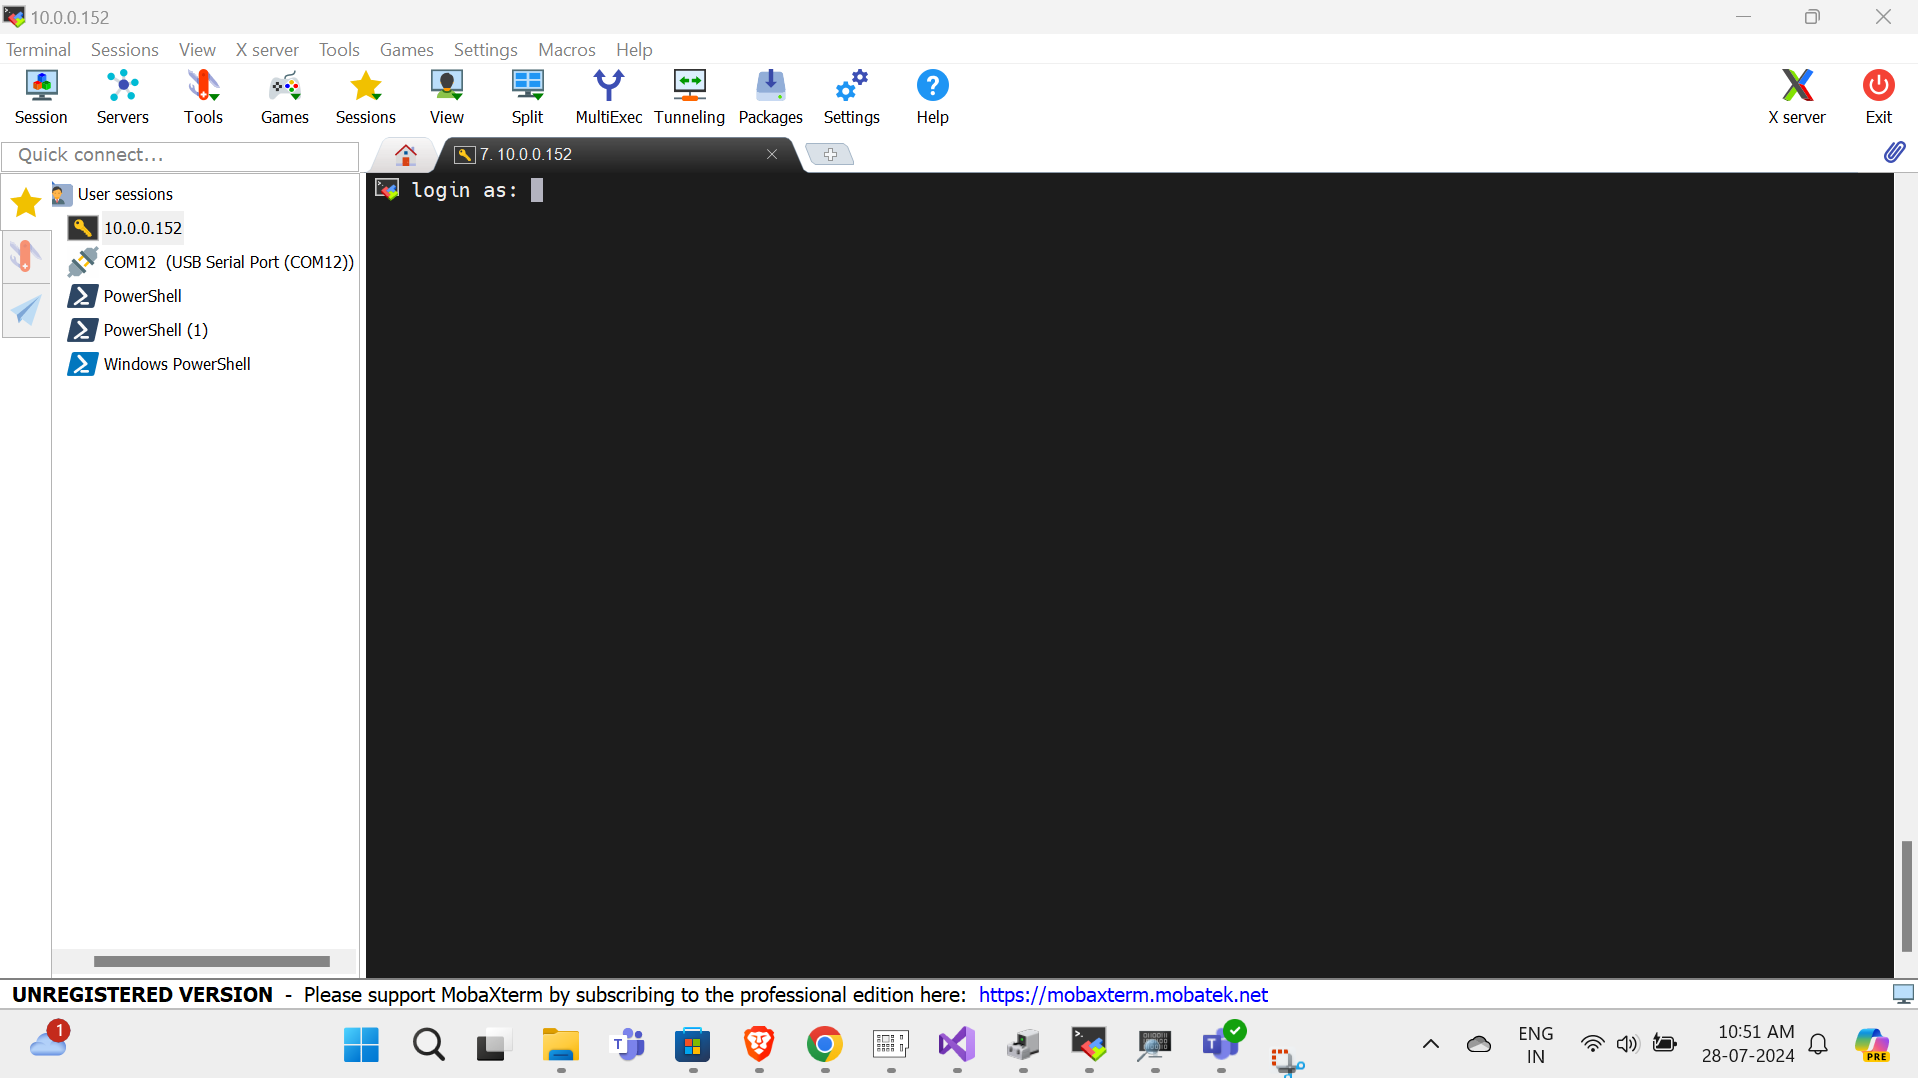 10.0.0.152
Terminal Sessions View X server Tools Games Settings Macros Help
Session Servers Tools Games Sessions View Split MultiExec Tunneling Packages Settings Help X server Exit
Quick connect...
7. 10.0.0.152
User sessions
10.0.0.152
COM12 (USB Serial Port (COM12))
PowerShell
PowerShell (1)
Windows PowerShell
login as:
UNREGISTERED VERSION - Please support MobaXterm by subscribing to the professional edition here: https://mobaxterm.mobatek.net
1
ENG
IN
10:51 AM
28-07-2024
PRE